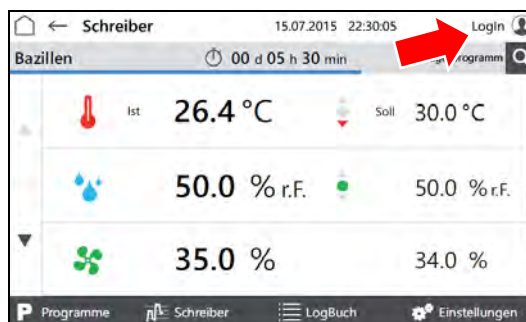 ← Schreiber 15.07.2015 22:30:05 Login
Bazillen 00 d 05 h 30 min rogramm
Ist 26.4 °C Soll 30.0 °C
50.0 % r.F. 50.0 % r.F.
35.0 % 34.0 %
P Programme Schreiber LogBuch Einstellungen